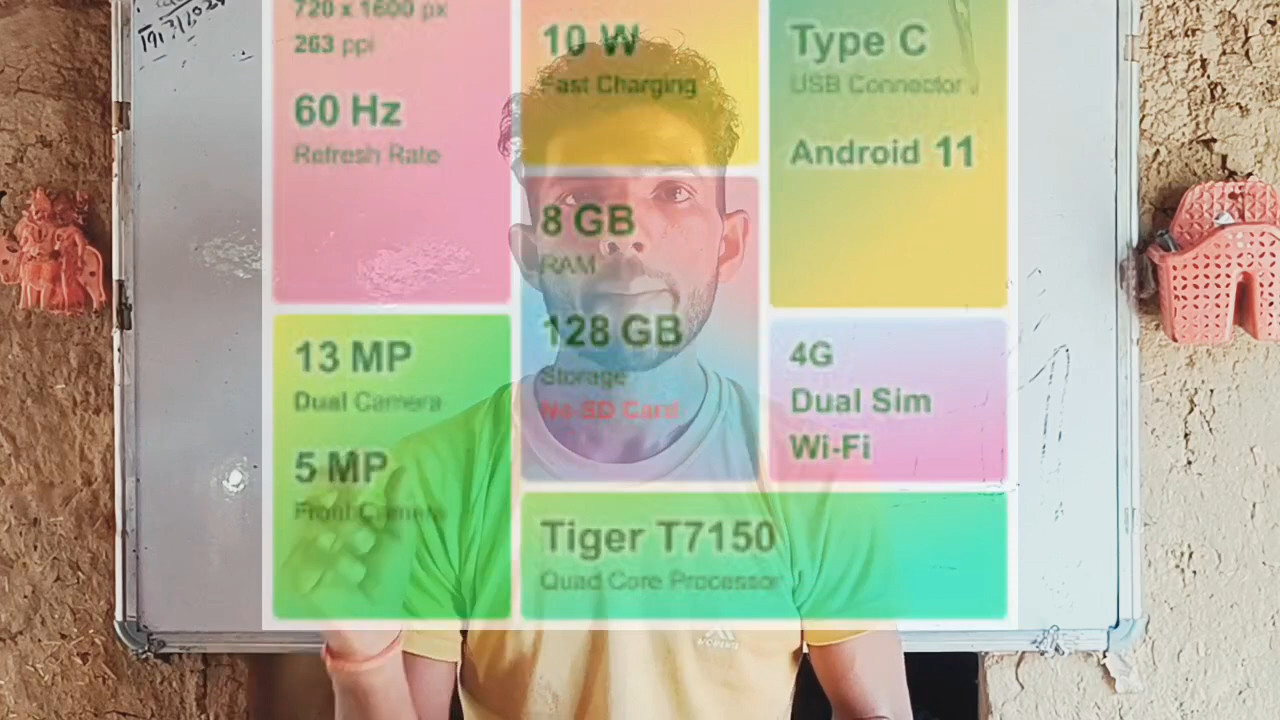 720 x 1600 px
263 ppi
60 Hz
Refresh Rate
13 MP
Dual Camera
5 MP
Front Camera
10 W
Fast Charging
8 GB
RAM
128 GB
Storage
No SD Card
Type C
USB Connector
Android 11
4G
Dual Sim
Wi-Fi
Tiger T7150
Quad Core Processor